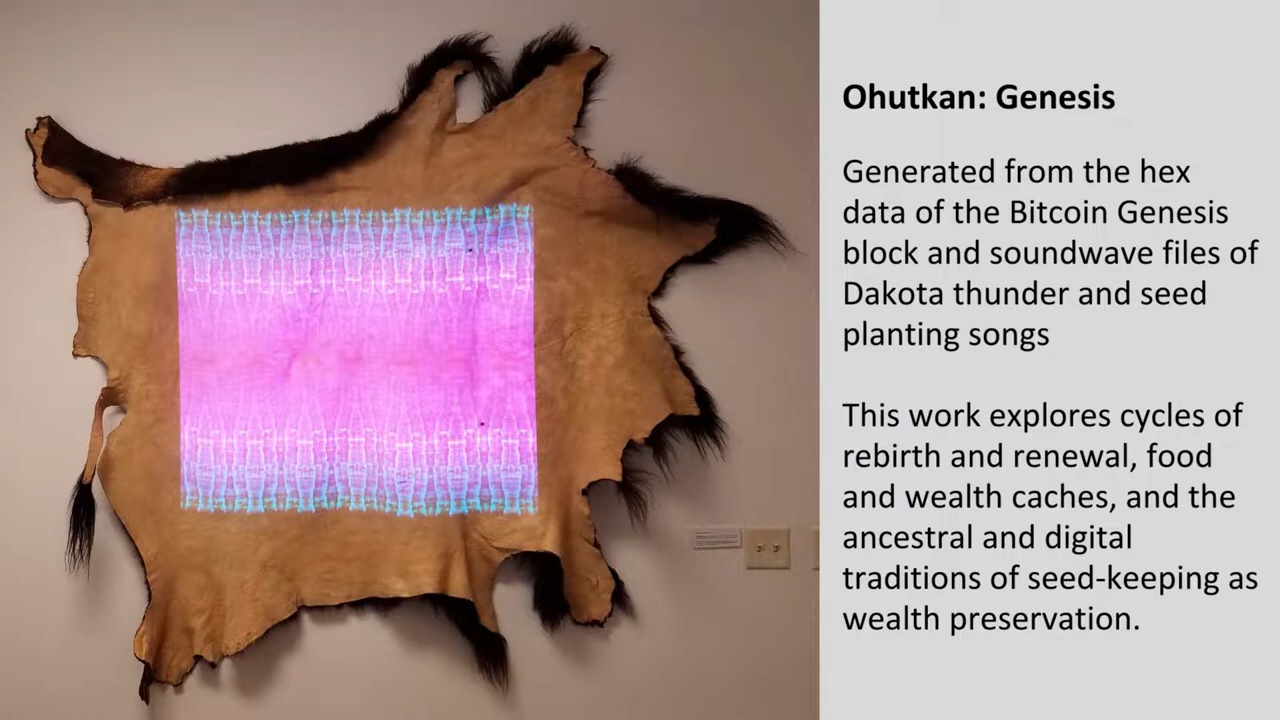 Ohutkan: Genesis
Generated from the hex
data of the Bitcoin Genesis
block and soundwave files of
Dakota thunder and seed
planting songs
This work explores cycles of
rebirth and renewal, food
and wealth caches, and the
ancestral and digital
traditions of seed-keeping as
wealth preservation.